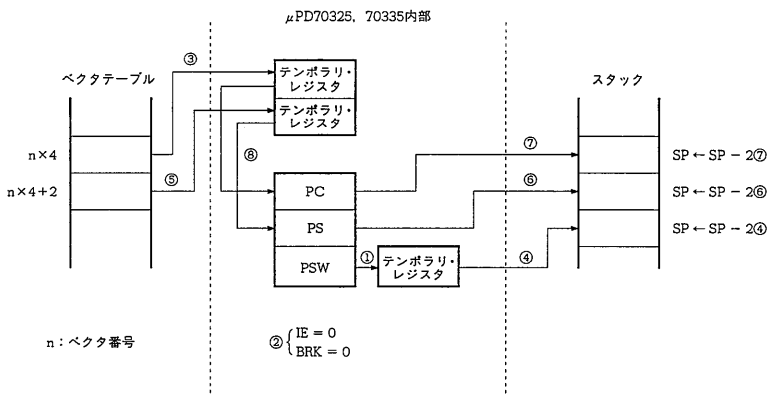 μPD70325, 70335内部
ベクタテーブル
③
テンポラリ・
レジスタ
テンポラリ・
レジスタ
スタック
n×4
n×4+2
⑤
⑧
⑦
⑥
PC
PS
PSW
①
テンポラリ・
レジスタ
④
SP ← SP − 2⑦
SP ← SP − 2⑥
SP ← SP − 2④
n：ベクタ番号
② { IE = 0
BRK = 0